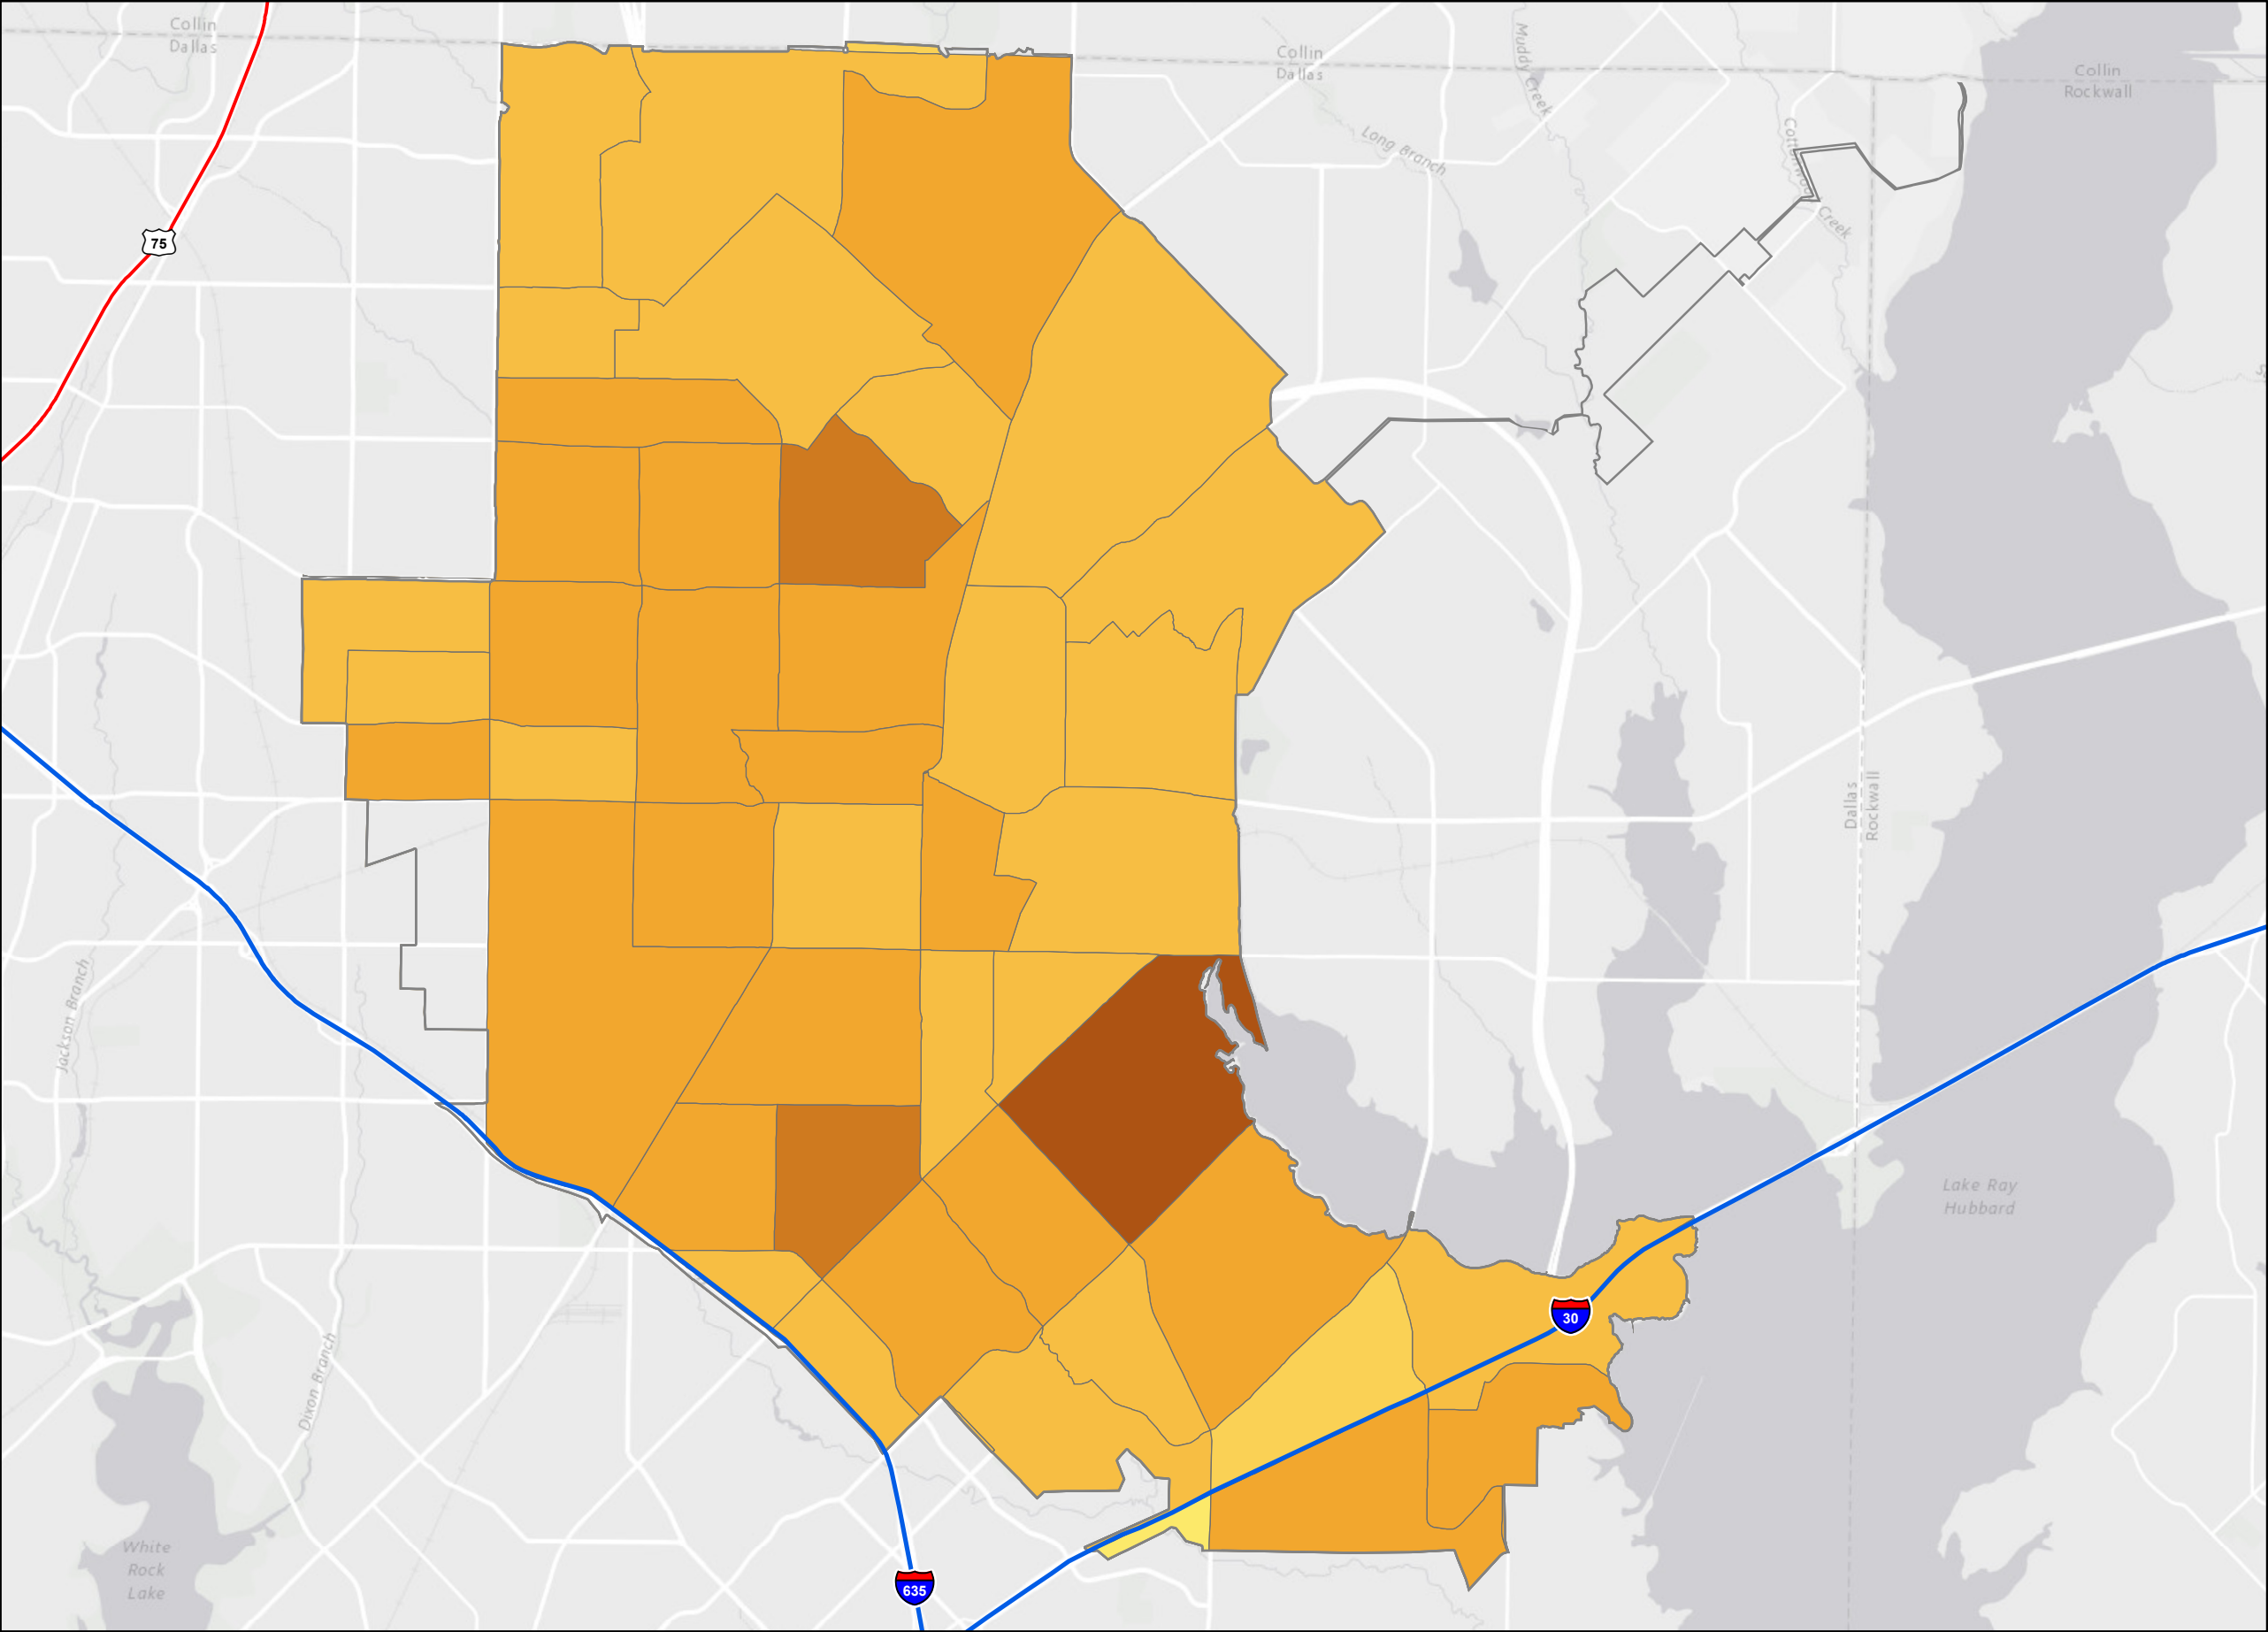 Collin
Dallas
Collin
Dallas
Muddy Creek
Collin
Rockwall
Long Branch
Cottonwood
Creek
75
Dallas
Rockwall
Jackson Branch
Lake Ray
Hubbard
30
Dixon Branch
White
Rock
Lake
635